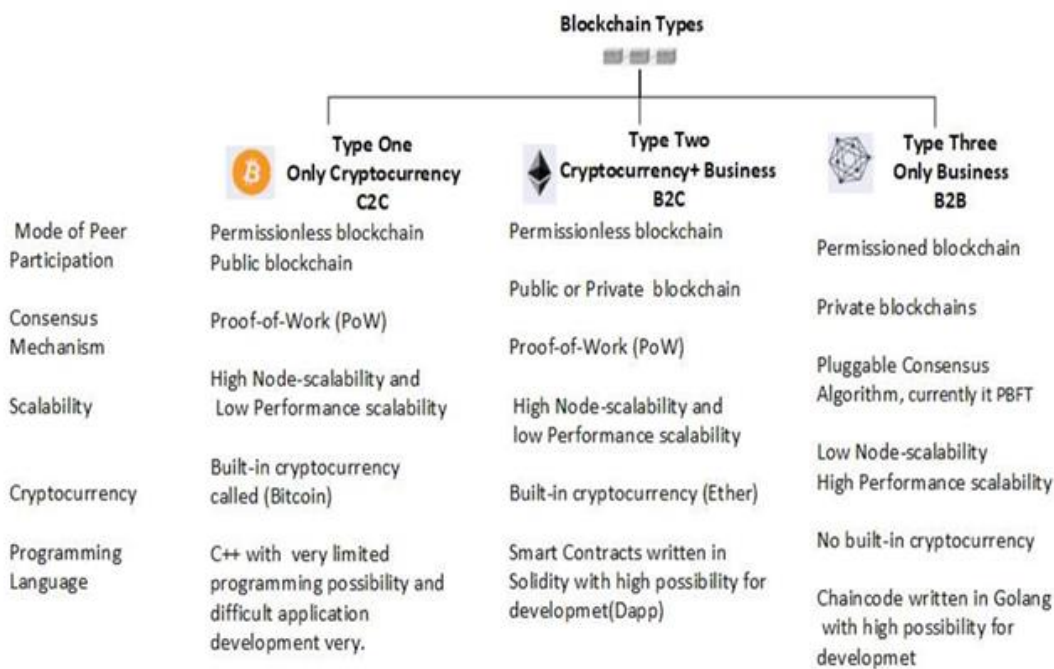 Blockchain Types
Type One
Only Cryptocurrency
C2C
Type Two
Cryptocurrency+ Business
B2C
Type Three
Only Business
B2B
Mode of Peer
Participation
Permissionless blockchain
Public blockchain
Permissionless blockchain
Public or Private blockchain
Permissioned blockchain
Private blockchains
Consensus
Mechanism
Proof-of-Work (PoW)
Proof-of-Work (PoW)
Pluggable Consensus
Algorithm, currently it PBFT
Scalability
High Node-scalability and
Low Performance scalability
High Node-scalability and
low Performance scalability
Low Node-scalability
High Performance scalability
Cryptocurrency
Built-in cryptocurrency
called (Bitcoin)
Built-in cryptocurrency (Ether)
No built-in cryptocurrency
Programming
Language
C++ with very limited
programming possibility and
difficult application
development very.
Smart Contracts written in
Solidity with high possibility for
developmet(Dapp)
Chaincode written in Golang
with high possibility for
developmet